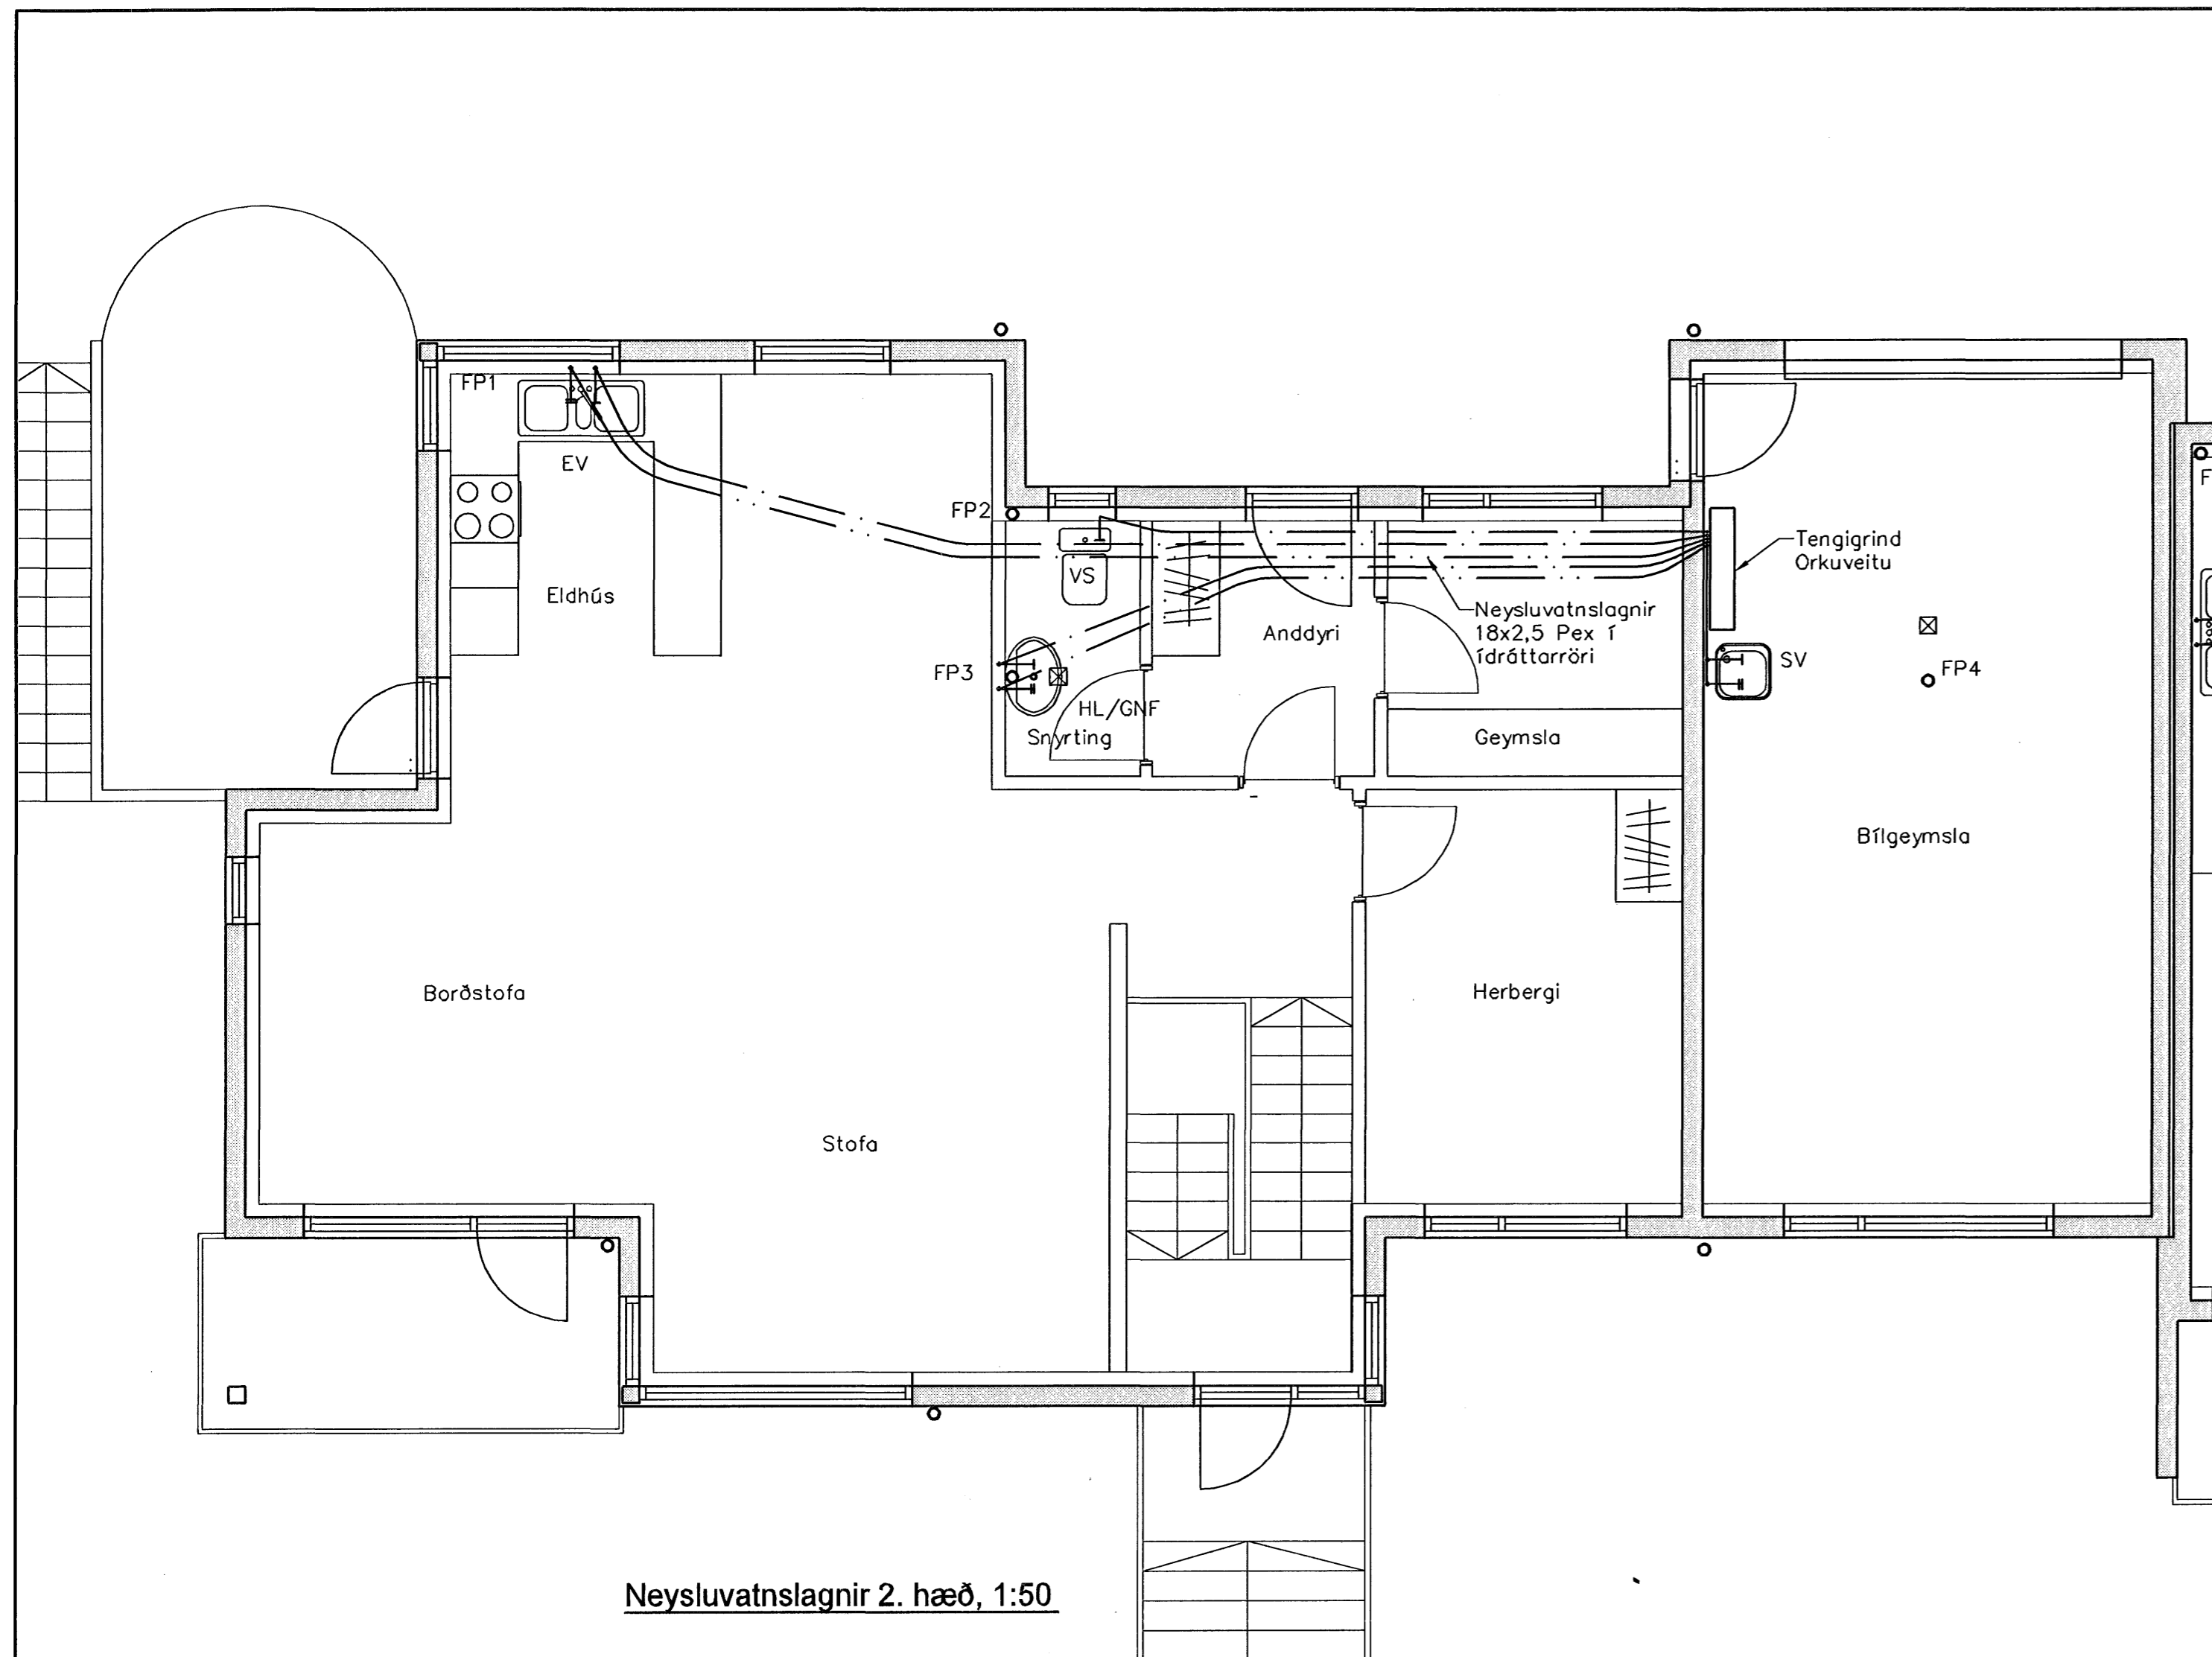 FP1
EV
FP2
F
Tengigrind
Orkuveitu
VS
Eldhús
Neysluvatnslagnir
18x2,5 Pex í
ídráttarröri
Anddyri
FP3
SV
FP4
HL/GNF
Snyrting
Geymsla
Bílgeymsla
Borðstofa
Herbergi
Stofa
Neysluvatnslagnir 2. hæð, 1:50